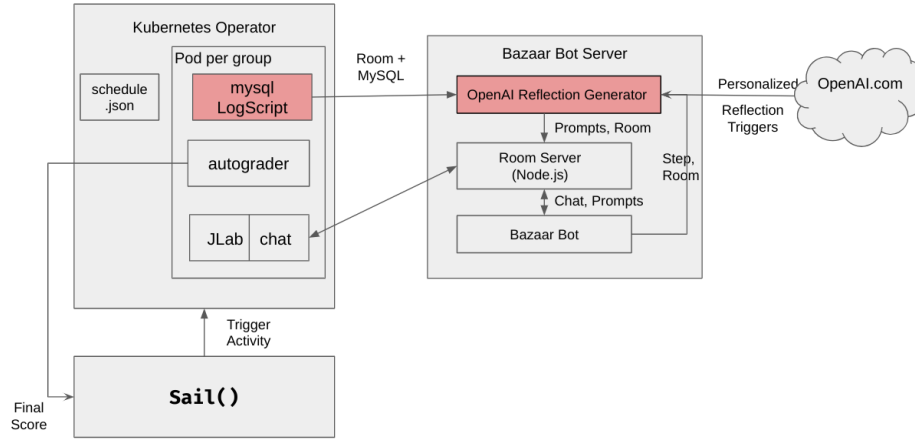 Kubernetes Operator
Pod per group
schedule
.json
mysql
LogScript
autograder
JLab
chat
Room +
MySQL
Bazaar Bot Server
OpenAI Reflection Generator
Prompts, Room
Room Server
(Node.js)
Step,
Room
Chat, Prompts
Bazaar Bot
Personalized
Reflection
Triggers
OpenAI.com
Trigger
Activity
Sail()
Final
Score